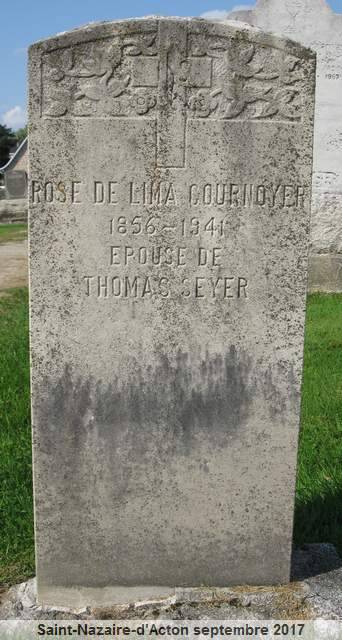 ROSE DE LIMA COURNOYER
1856-1941
EPOUSE DE
THOMAS SEYER
Saint-Nazaire-d'Acton septembre 2017